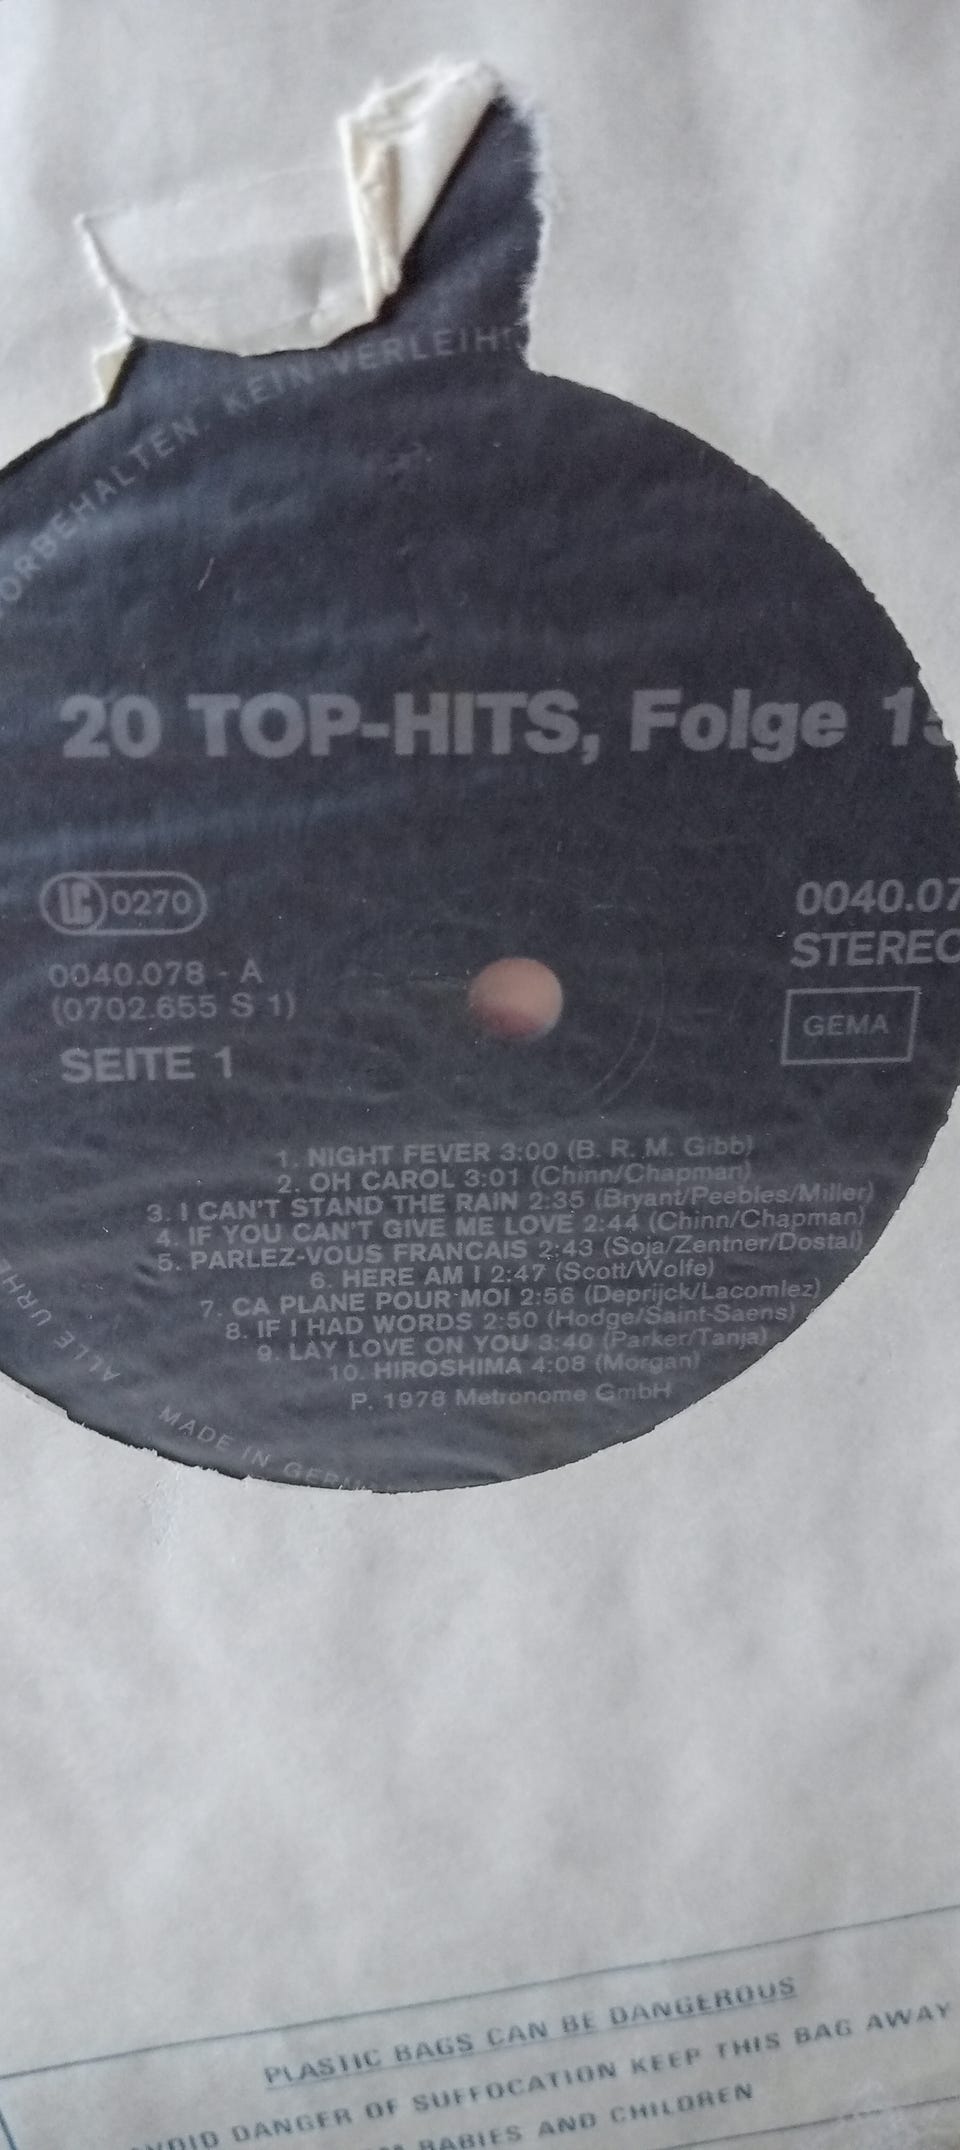 VORBEHALTEN. KEIN VERLEIH!
20 TOP-HITS, Folge 15
LC 0270
0040.07
STEREO
0040.078 - A
(0702.655 S 1)
GEMA
SEITE 1
1. NIGHT FEVER 3:00 (B. R. M. Gibb)
2. OH CAROL 3:01 (Chinn/Chapman)
3. I CAN'T STAND THE RAIN 2:35 (Bryant/Peebles/Miller)
4. IF YOU CAN'T GIVE ME LOVE 2:44 (Chinn/Chapman)
5. PARLEZ-VOUS FRANCAIS 2:43 (Soja/Zentner/Dostal)
6. HERE AM I 2:47 (Scott/Wolfe)
7. CA PLANE POUR MOI 2:56 (Deprijck/Lacomlez)
8. IF I HAD WORDS 2:50 (Hodge/Saint-Saens)
9. LAY LOVE ON YOU 3:40 (Parker/Tanja)
10. HIROSHIMA 4:08 (Morgan)
P. 1978 Metronome GmbH
ALLE URHE
MADE IN GERM
PLASTIC BAGS CAN BE DANGEROUS
AVOID DANGER OF SUFFOCATION KEEP THIS BAG AWAY
BABIES AND CHILDREN